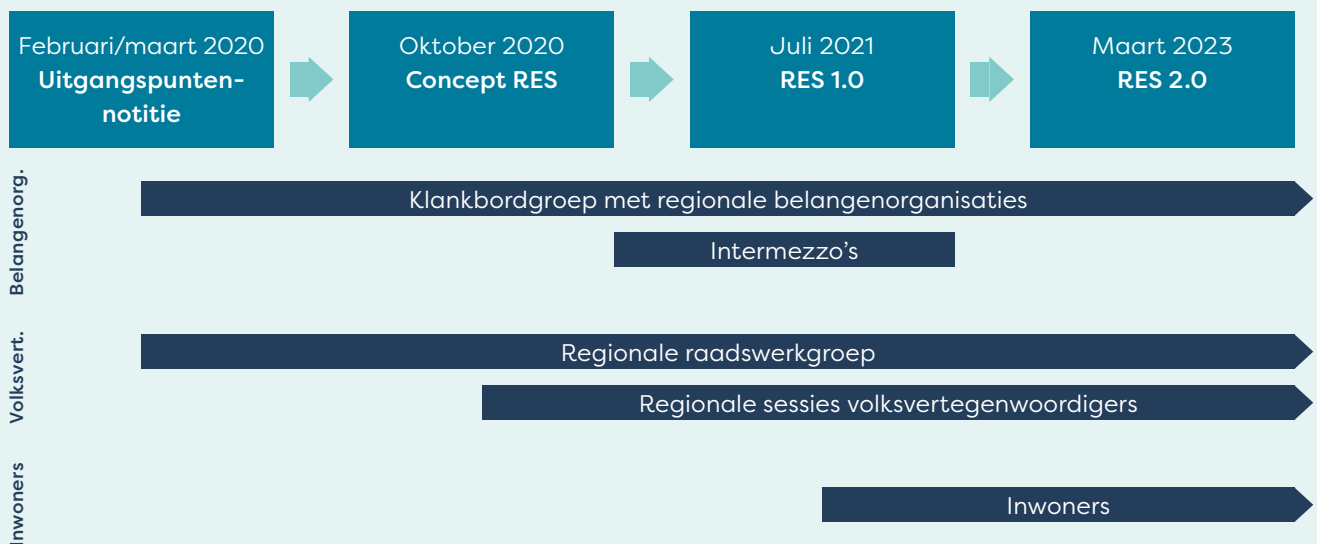 Februari/maart 2020
Uitgangspunten-
notitie
Oktober 2020
Concept RES
Juli 2021
RES 1.0
Maart 2023
RES 2.0
Belangenorg.
Klankbordgroep met regionale belangenorganisaties
Intermezzo's
Volksvert.
Regionale raadswerkgroep
Regionale sessies volksvertegenwoordigers
Inwoners
Inwoners